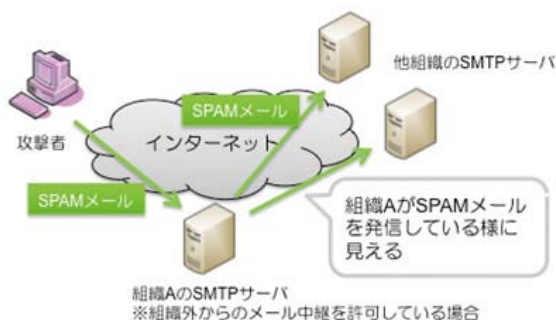 他組織のSMTPサーバ
SPAMメール
攻撃者
インターネット
SPAMメール
組織AがSPAMメール
を発信している様に
見える
組織AのSMTPサーバ
※組織外からのメール中継を許可している場合